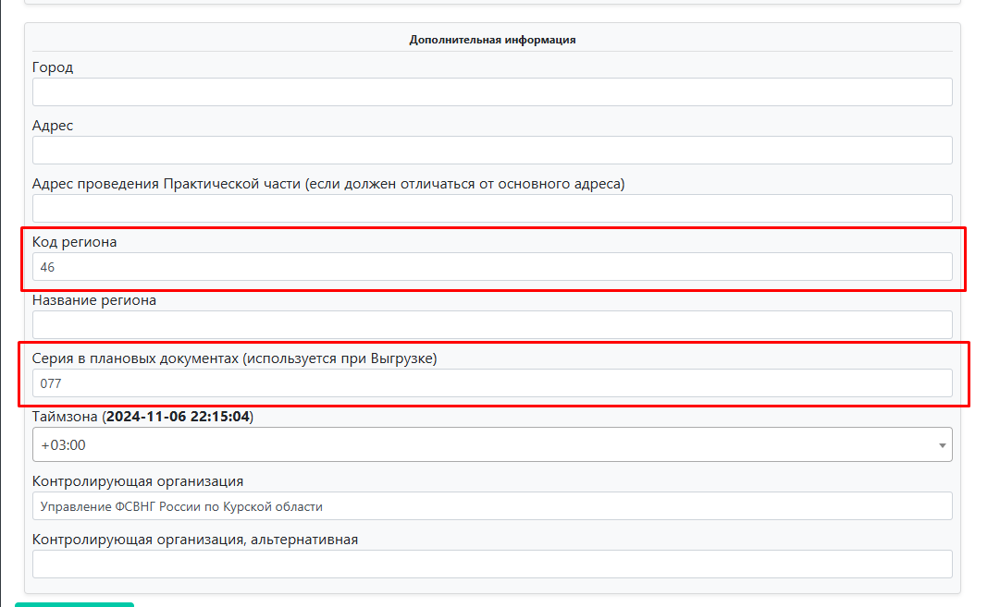 Дополнительная информация
Город
Адрес
Адрес проведения Практической части (если должен отличаться от основного адреса)
Код региона
46
Название региона
Серия в плановых документах (используется при Выгрузке)
077
Таймзона (2024-11-06 22:15:04)
+03:00
Контролирующая организация
Управление ФСВНГ России по Курской области
Контролирующая организация, альтернативная